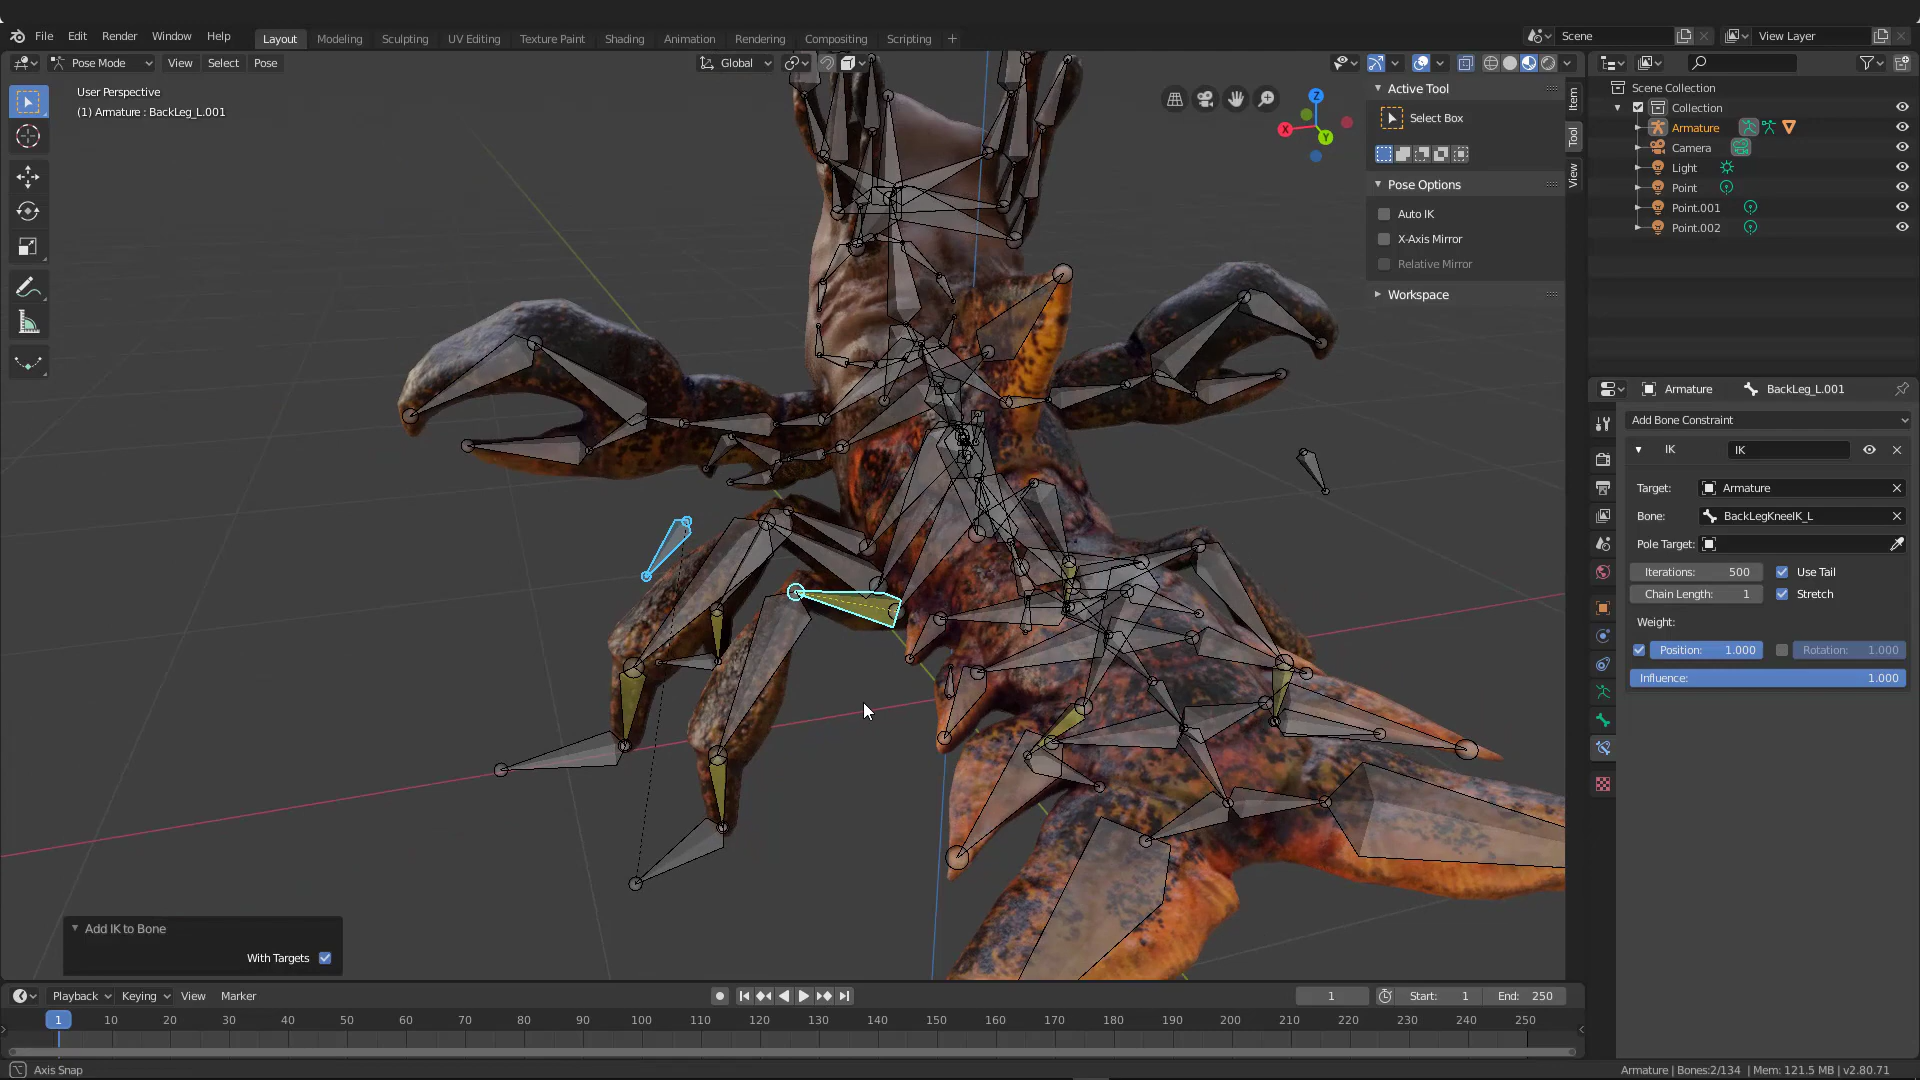 File Edit Render Window Help
Layout Modeling Sculpting UV Editing Texture Paint Shading Animation Rendering Compositing Scripting +
Scene
View Layer
Pose Mode View Select Pose
Global
User Perspective
(1) Armature : BackLeg_L.001
Z
X
Y
Active Tool
Select Box
Pose Options
Auto IK
X-Axis Mirror
Relative Mirror
Workspace
Item
Tool
View
Scene Collection
Collection
Armature
Camera
Light
Point
Point.001
Point.002
Armature BackLeg_L.001
Add Bone Constraint
IK IK
Target: Armature
Bone: BackLegKneeIK_L
Pole Target:
Iterations: 500 Use Tail
Chain Length: 1 Stretch
Weight:
Position: 1.000 Rotation: 1.000
Influence: 1.000
Add IK to Bone
With Targets
Playback Keying View Marker
1 Start: 1 End: 250
1 10 20 30 40 50 60 70 80 90 100 110 120 130 140 150 160 170 180 190 200 210 220 230 240 250
Axis Snap
Armature | Bones:2/134 | Mem: 121.5 MB | v2.80.71